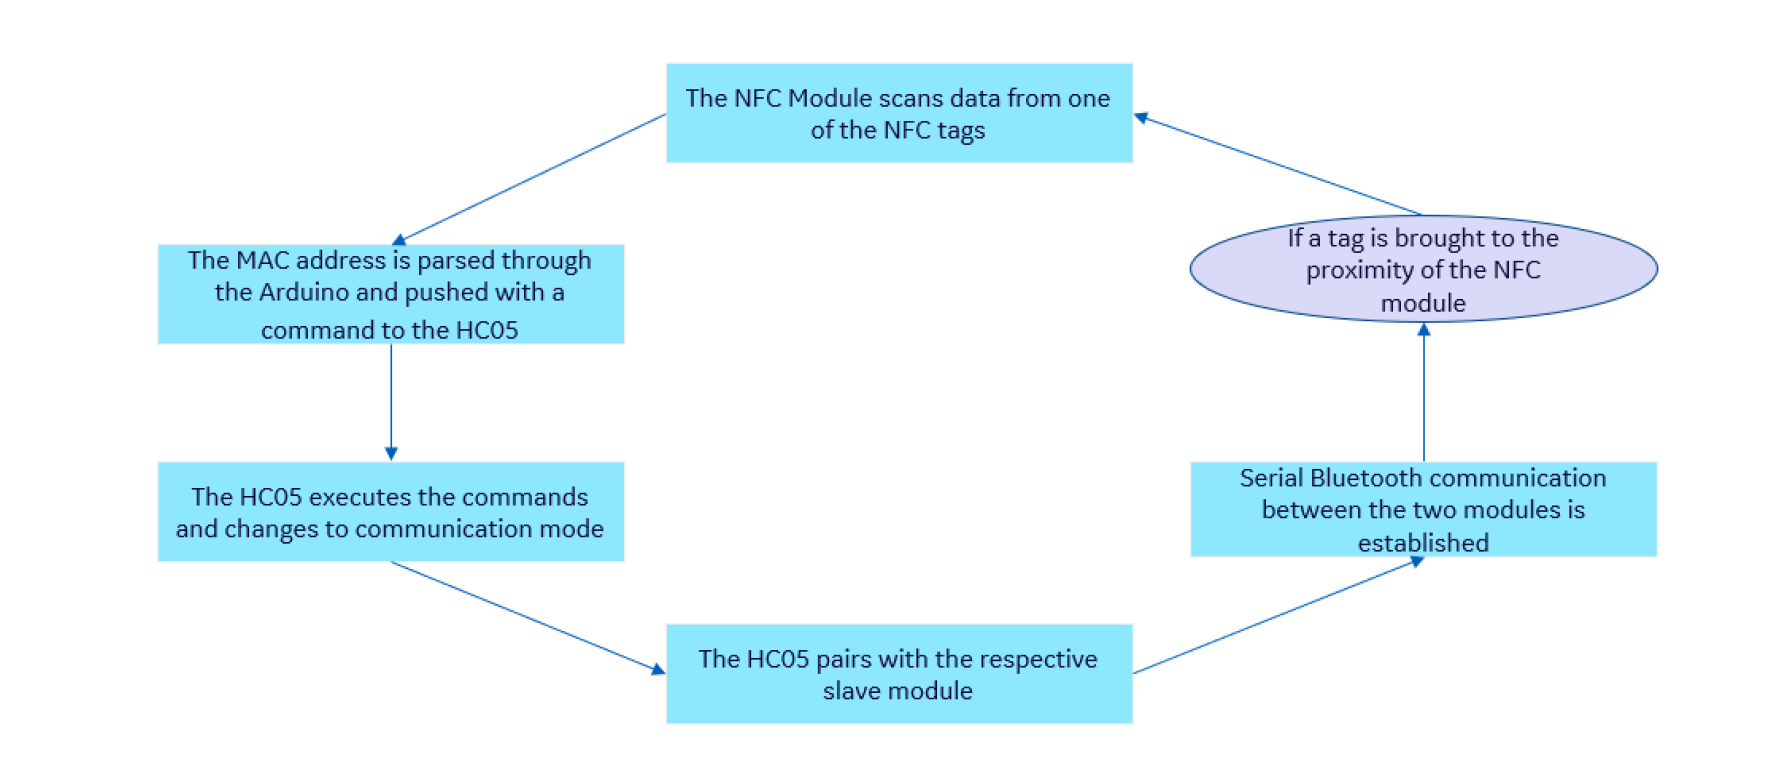 The NFC Module scans data from one
of the NFC tags
If a tag is brought to the
proximity of the NFC
module
The MAC address is parsed through
the Arduino and pushed with a
command to the HC05
The HC05 executes the commands
and changes to communication mode
Serial Bluetooth communication
between the two modules is
established
The HC05 pairs with the respective
slave module